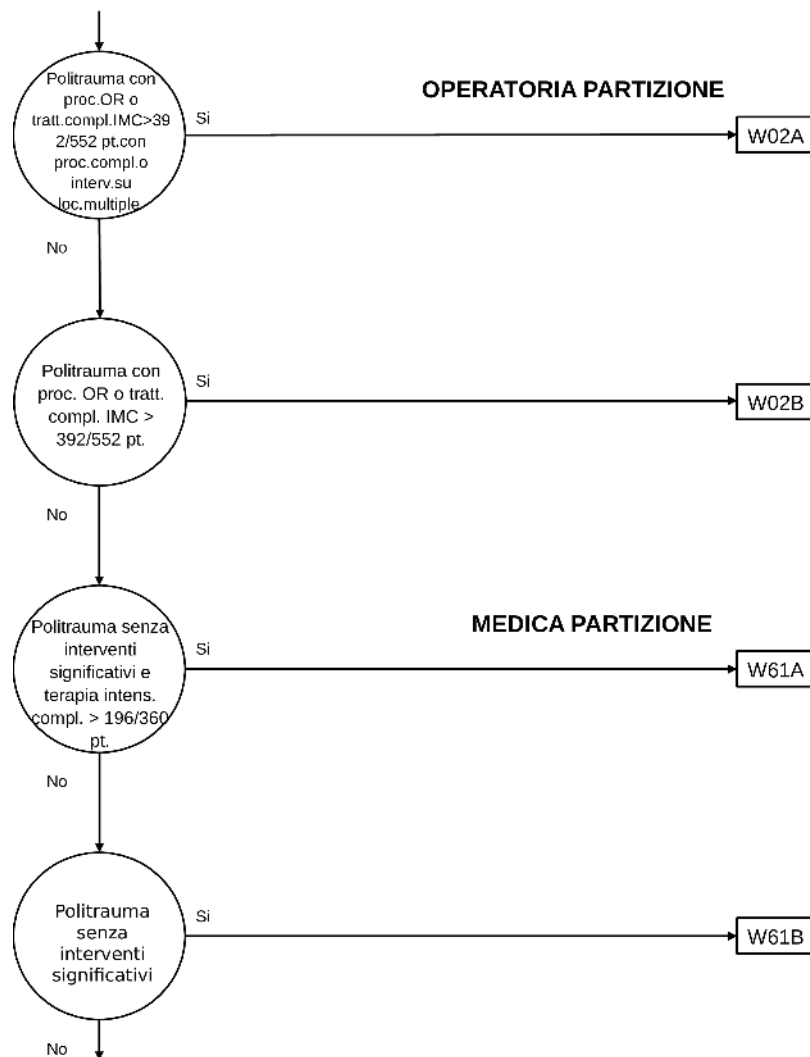 Politrauma con
proc.OR o
tratt.compl.IMC>39
2/552 pt.con
proc.compl.o
interv.su
loc.multiple
Si
OPERATORIA PARTIZIONE
W02A
No
Politrauma con
proc. OR o tratt.
compl. IMC >
392/552 pt.
Si
W02B
No
Politrauma senza
interventi
significativi e
terapia intens.
compl. > 196/360
pt.
Si
MEDICA PARTIZIONE
W61A
No
Politrauma
senza
interventi
significativi
Si
W61B
No